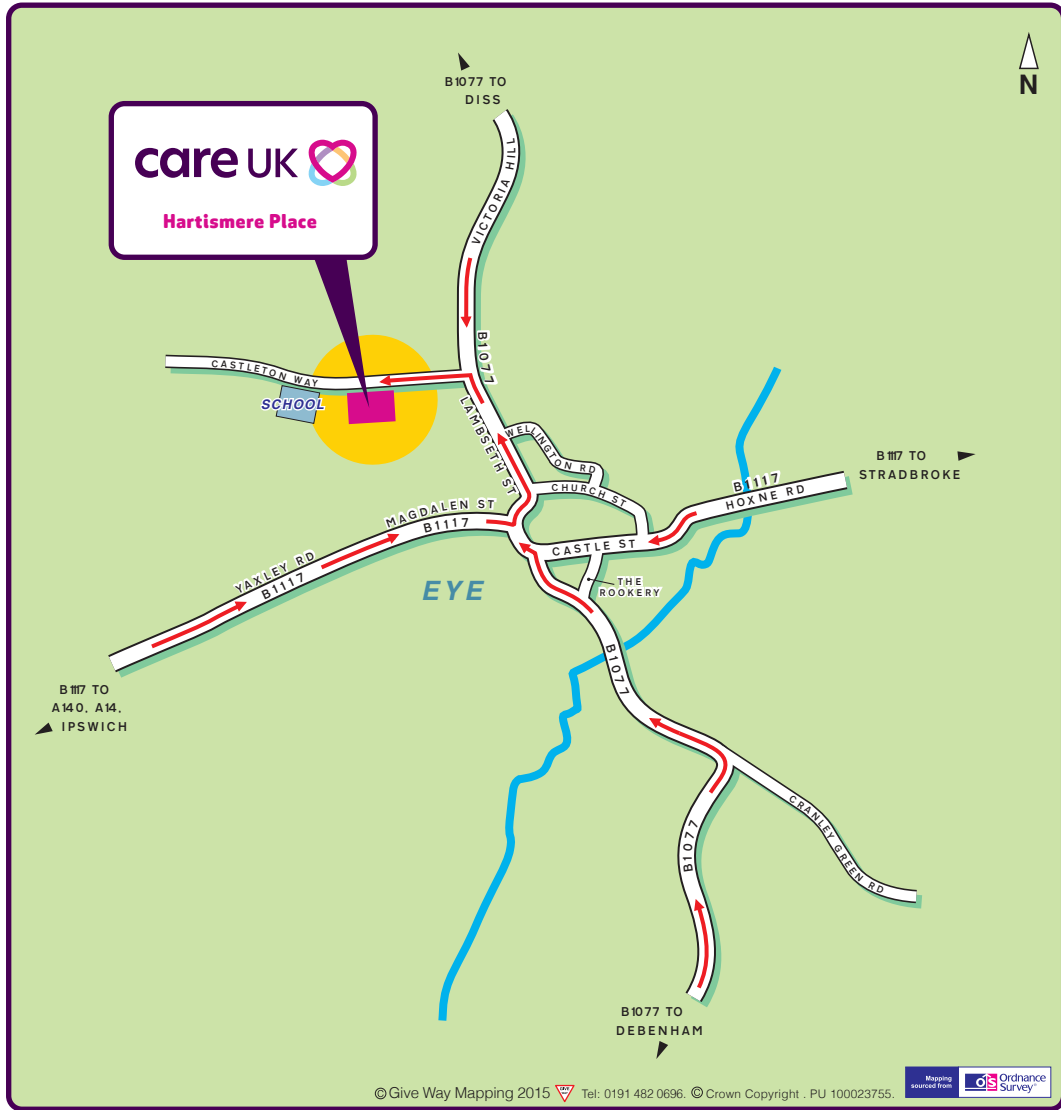 N
B1077 TO
DISS
care UK
Hartismere Place
VICTORIA HILL
B1077
CASTLETON WAY
SCHOOL
LAMBSETH ST
WELLINGTON RD
CHURCH ST
B1117 TO
STRADBROKE
B1117
HOXNE RD
MAGDALEN ST
B1117
CASTLE ST
YAXLEY RD
B1117
EYE
THE
ROOKERY
B1077
B1117 TO
A140, A14,
IPSWICH
CRANLEY GREEN RD
B1077
B1077 TO
DEBENHAM
© Give Way Mapping 2015 GIVE WAY Tel: 0191 482 0696. © Crown Copyright . PU 100023755.
Mapping
sourced from
OS Ordnance
Survey®